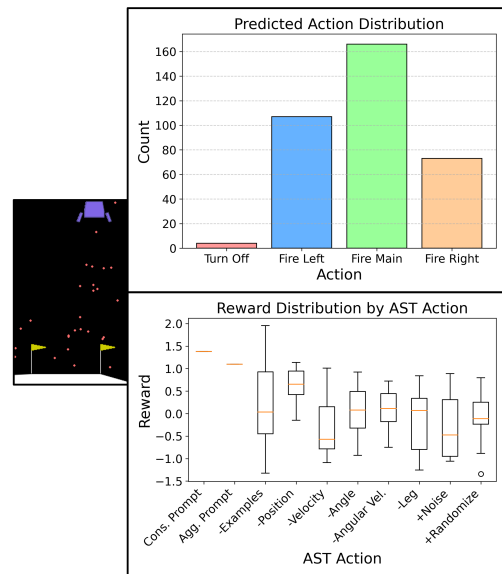 Predicted Action Distribution
160
140
120
100
80
60
40
20
0
Count
Turn Off Fire Left Fire Main Fire Right
Action
Reward Distribution by AST Action
2.0
1.5
1.0
0.5
0.0
−0.5
−1.0
−1.5
Reward
Cons. Prompt
Agg. Prompt
-Examples
-Position
-Velocity
-Angle
-Angular Vel.
-Leg
+Noise
+Randomize
AST Action